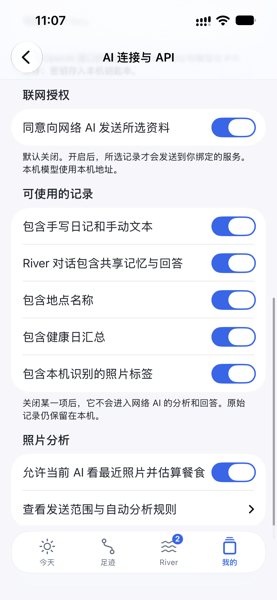 11:07
AI 连接与 API
联网授权
同意向网络 AI 发送所选资料
默认关闭。开启后，所选记录才会发送到你绑定的服务。
本机模型使用本机地址。
可使用的记录
包含手写日记和手动文本
River 对话包含共享记忆与回答
包含地点名称
包含健康日汇总
包含本机识别的照片标签
关闭某一项后，它不会进入网络 AI 的分析和回答。原始
记录仍保留在本机。
照片分析
允许当前 AI 看最近照片并估算餐食
查看发送范围与自动分析规则
2
今天
足迹
River
我的